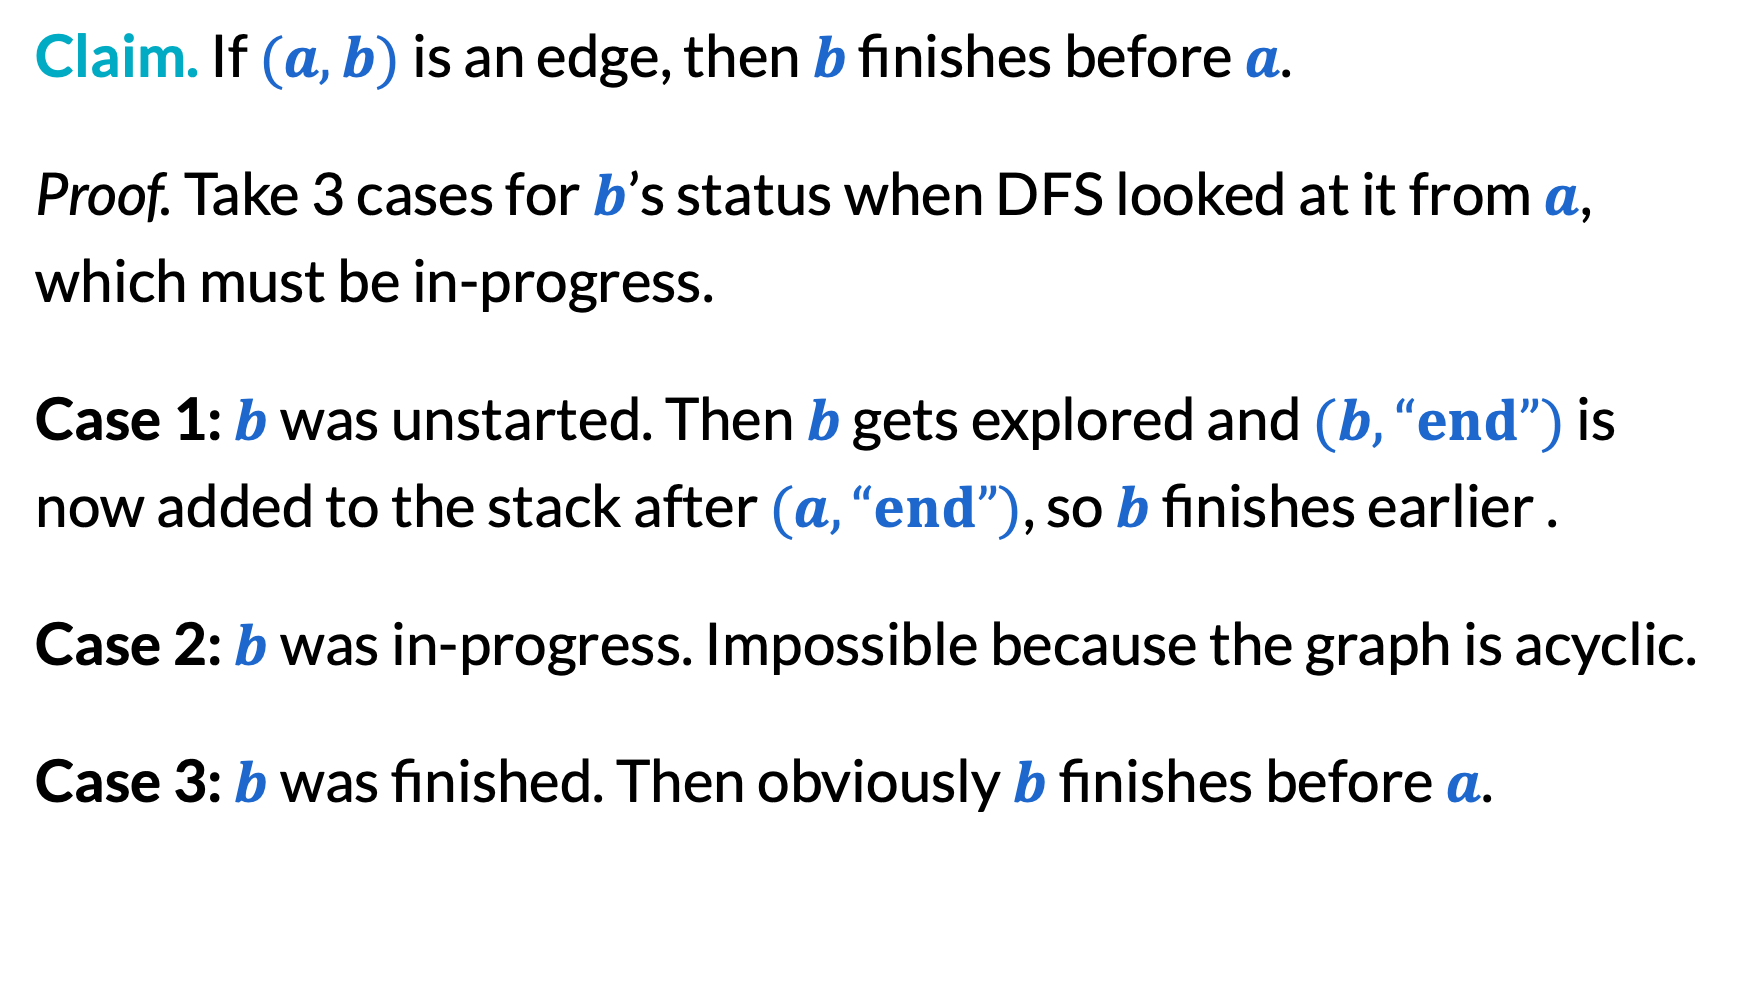 Claim. If (a, b) is an edge, then b finishes before a.
Proof. Take 3 cases for b’s status when DFS looked at it from a,
which must be in-progress.
Case 1: b was unstarted. Then b gets explored and (b, “end”) is
now added to the stack after (a, “end”), so b finishes earlier .
Case 2: b was in-progress. Impossible because the graph is acyclic.
Case 3: b was finished. Then obviously b finishes before a.